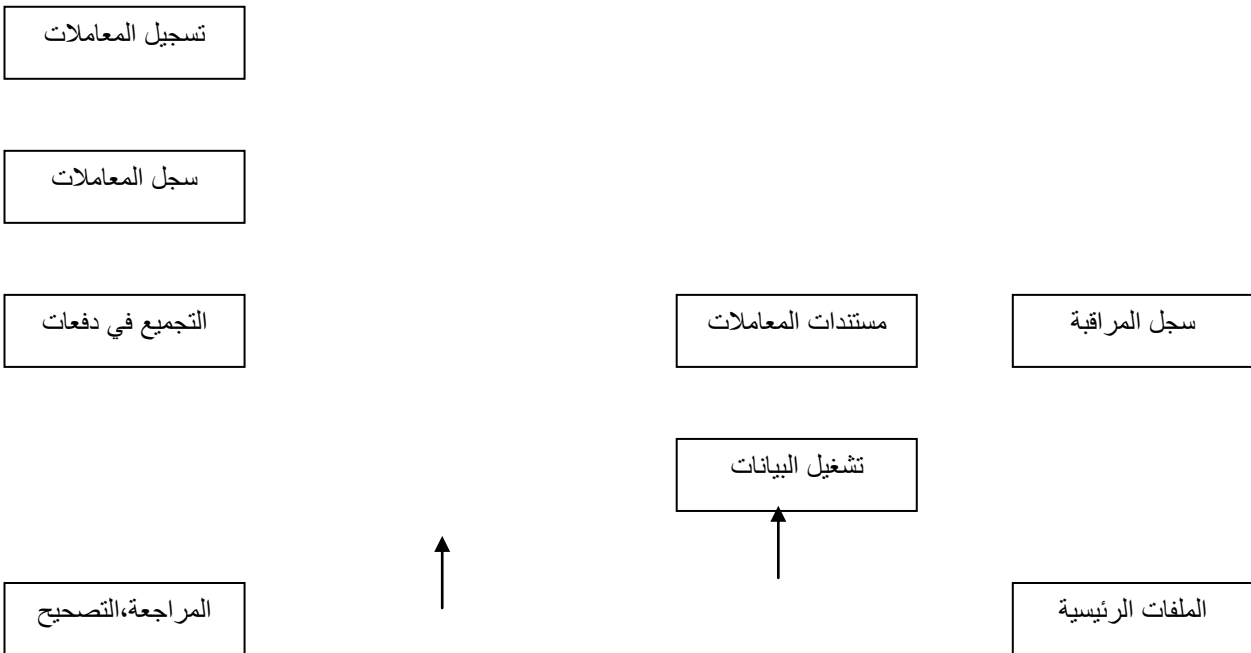 تسجيل المعاملات
سجل المعاملات
سجل المراقبة
مستندات المعاملات
التجميع في دفعات
تشغيل البيانات
الملفات الرئيسية
المراجعة،التصحيح